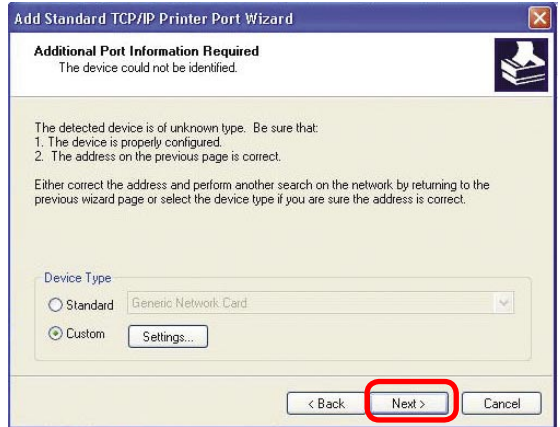 Add Standard TCP/IP Printer Port Wizard
Additional Port Information Required
The device could not be identified.
The detected device is of unknown type. Be sure that:
1. The device is properly configured.
2. The address on the previous page is correct.
Either correct the address and perform another search on the network by returning to the
previous wizard page or select the device type if you are sure the address is correct.
Device Type
Standard Generic Network Card
Custom Settings...
< Back Next > Cancel